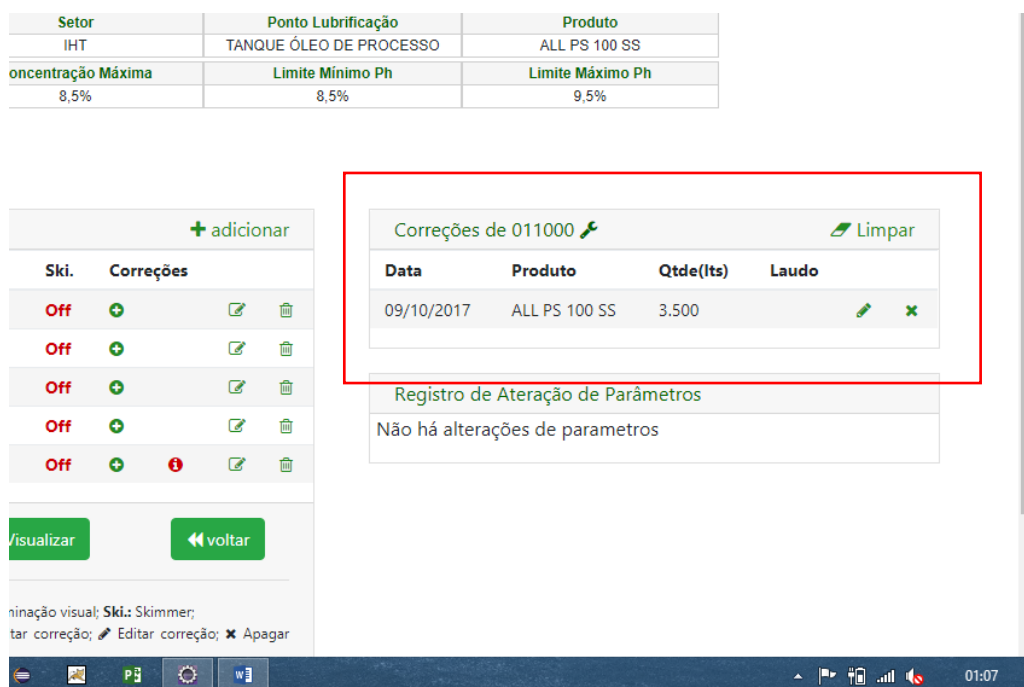 Setor Ponto Lubrificação Produto
IHT TANQUE ÓLEO DE PROCESSO ALL PS 100 SS
oncentração Máxima Limite Mínimo Ph Limite Máximo Ph
8,5% 8,5% 9,5%
adicionar
Ski. Correções
Off
Off
Off
Off
Off
Visualizar voltar
ninação visual; Ski.: Skimmer;
tar correção; Editar correção; Apagar
Correções de 011000 Limpar
Data Produto Qtde(lts) Laudo
09/10/2017 ALL PS 100 SS 3.500
Registro de Ateração de Parâmetros
Não há alterações de parametros
01:07